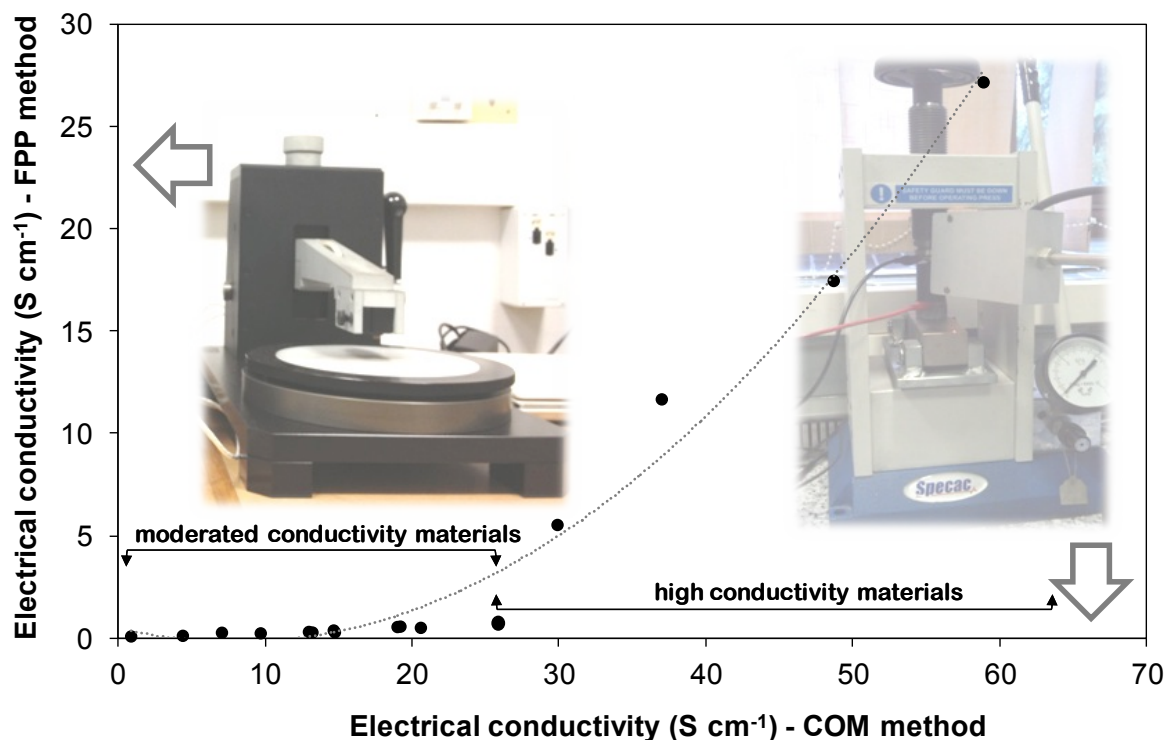 Electrical conductivity (S cm⁻¹) - FPP method
30
25
20
15
10
5
0
! SAFETY GUARD MUST BE DOWN
BEFORE OPERATING PRESS
Specac
moderated conductivity materials
high conductivity materials
0 10 20 30 40 50 60 70
Electrical conductivity (S cm⁻¹) - COM method